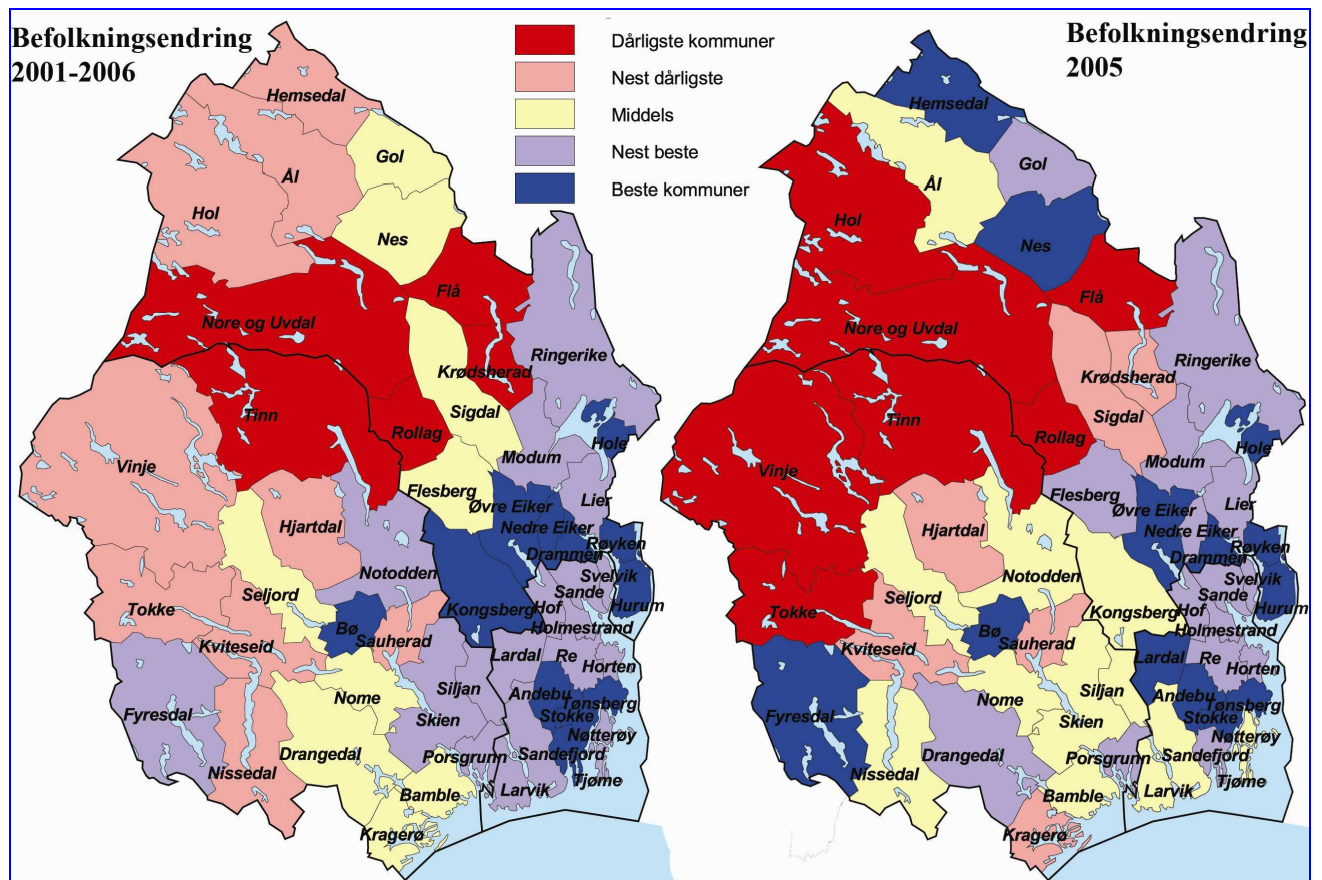 Befolkningsendring
2001-2006
Dårligste kommuner
Nest dårligste
Middels
Nest beste
Beste kommuner
Befolkningsendring
2005
Hemsedal
Gol
Ål
Hol
Nes
Flå
Nore og Uvdal
Ringerike
Krødsherad
Sigdal
Tinn
Rollag
Hole
Modum
Vinje
Flesberg
Lier
Øvre Eiker
Hjartdal
Nedre Eiker
Røyken
Drammen
Notodden
Svelvik
Sande
Seljord
Hurum
Tokke
Kongsberg
Hof
Bø
Holmestrand
Sauherad
Kviteseid
Lardal
Re
Horten
Siljan
Andebu
Nome
Tønsberg
Fyresdal
Stokke
Skien
Nøtterøy
Drangedal
Porsgrunn
Sandefjord
Nissedal
Tjøme
Larvik
Bamble
Kragerø
Hemsedal
Gol
Ål
Hol
Nes
Flå
Nore og Uvdal
Ringerike
Krødsherad
Sigdal
Tinn
Rollag
Hole
Modum
Vinje
Flesberg
Lier
Øvre Eiker
Hjartdal
Nedre Eiker
Røyken
Drammen
Notodden
Svelvik
Sande
Seljord
Hurum
Tokke
Kongsberg
Hof
Bø
Holmestrand
Sauherad
Kviteseid
Lardal
Re
Horten
Siljan
Andebu
Nome
Tønsberg
Fyresdal
Stokke
Skien
Nøtterøy
Drangedal
Porsgrunn
Sandefjord
Nissedal
Tjøme
Larvik
Bamble
Kragerø